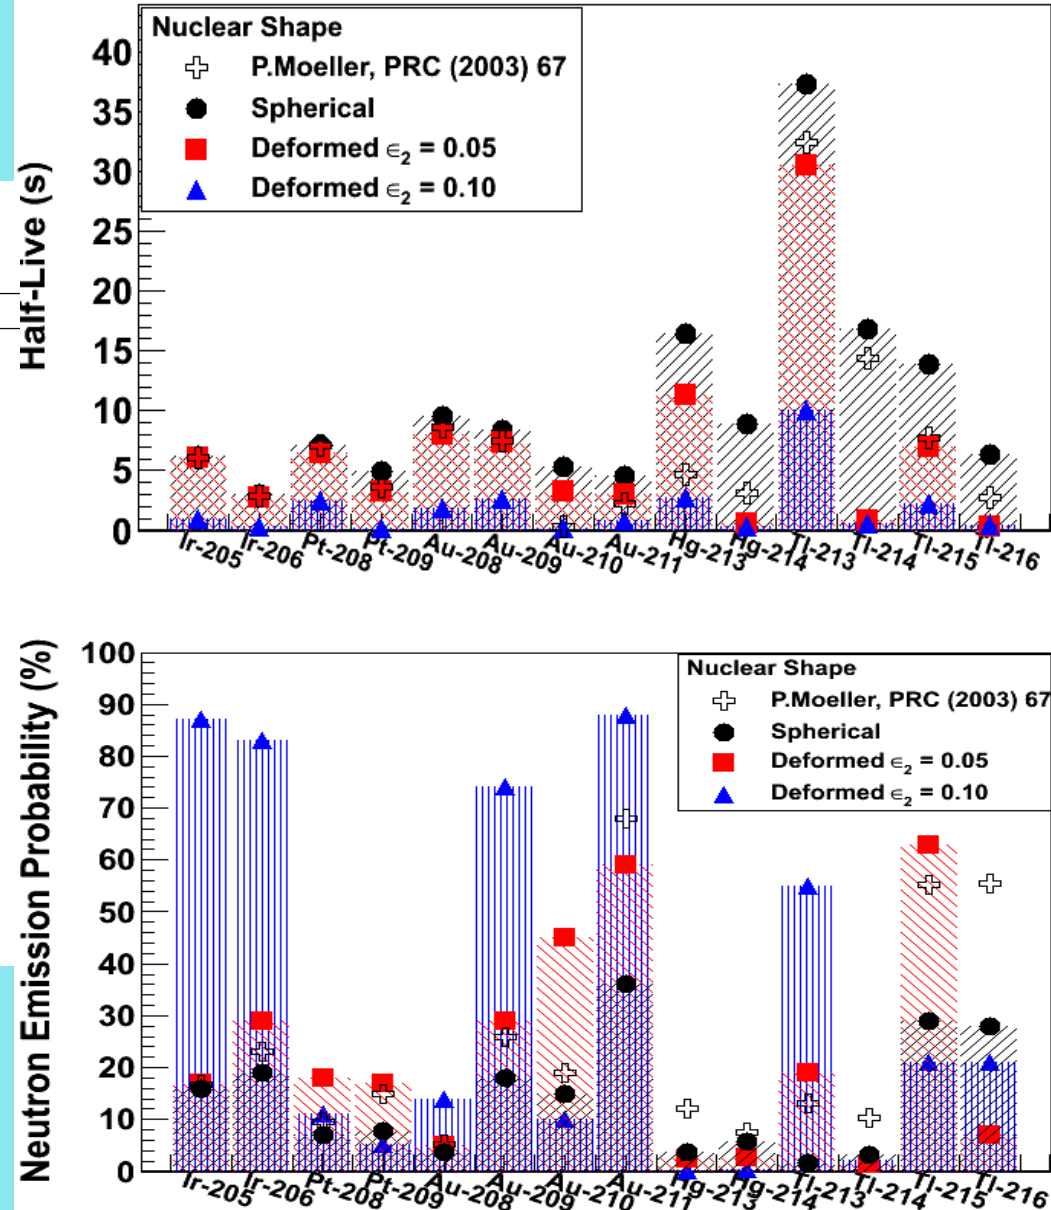 Nuclear Shape
P.Moeller, PRC (2003) 67
Spherical
Deformed ∈₂ = 0.05
Deformed ∈₂ = 0.10
Half-Live (s)
40
35
30
25
20
15
10
5
0
Ir-205 Ir-206 Pt-208 Pt-209 Au-208 Au-209 Au-210 Au-211 Hg-213 Hg-214 Tl-213 Tl-214 Tl-215 Tl-216
Neutron Emission Probability (%)
100
90
80
70
60
50
40
30
20
10
0
Nuclear Shape
P.Moeller, PRC (2003) 67
Spherical
Deformed ∈₂ = 0.05
Deformed ∈₂ = 0.10
Ir-205 Ir-206 Pt-208 Pt-209 Au-208 Au-209 Au-210 Au-211 Hg-213 Hg-214 Tl-213 Tl-214 Tl-215 Tl-216